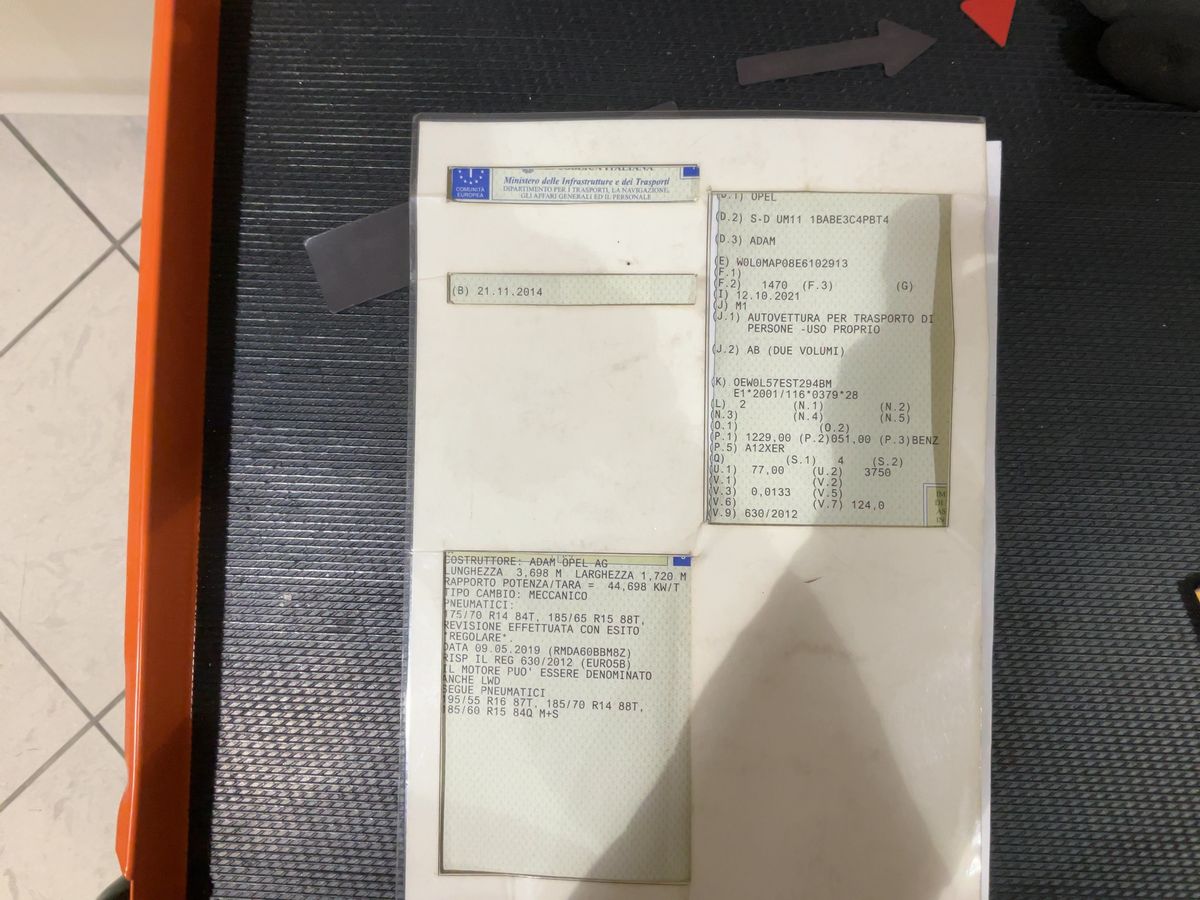 COMUNITÀ
EUROPEA
Ministero delle Infrastrutture e dei Trasporti
DIPARTIMENTO PER I TRASPORTI, LA NAVIGAZIONE,
GLI AFFARI GENERALI ED IL PERSONALE
(B) 21.11.2014
(D.1) OPEL
(D.2) S-D UM11 1BABE3C4PBT4
(D.3) ADAM
(E) W0L0MAP08E6102913
(F.1)
(F.2) 1470 (F.3) (G)
(I) 12.10.2021
(J) M1
(J.1) AUTOVETTURA PER TRASPORTO DI
PERSONE -USO PROPRIO
(J.2) AB (DUE VOLUMI)
(K) OEW0L57EST294BM
E1*2001/116*0379*28
(L) 2 (N.1) (N.2)
(N.3) (N.4) (N.5)
(O.1) (O.2)
(P.1) 1229,00 (P.2)051,00 (P.3)BENZ
(P.5) A12XER
(Q) (S.1) 4 (S.2)
(U.1) 77,00 (U.2) 3750
(V.1) (V.2)
(V.3) 0,0133 (V.5)
(V.6) (V.7) 124,0
(V.9) 630/2012
COSTRUTTORE: ADAM OPEL AG
LUNGHEZZA 3,698 M LARGHEZZA 1,720 M
RAPPORTO POTENZA/TARA = 44,698 KW/T
TIPO CAMBIO: MECCANICO
PNEUMATICI:
175/70 R14 84T, 185/65 R15 88T,
REVISIONE EFFETTUATA CON ESITO
*REGOLARE*.
DATA 09.05.2019 (RMDA60BBM8Z)
RISP IL REG 630/2012 (EURO5B)
IL MOTORE PUO' ESSERE DENOMINATO
ANCHE LWD
SEGUE PNEUMATICI
195/55 R16 87T, 185/70 R14 88T,
185/60 R15 84Q M+S